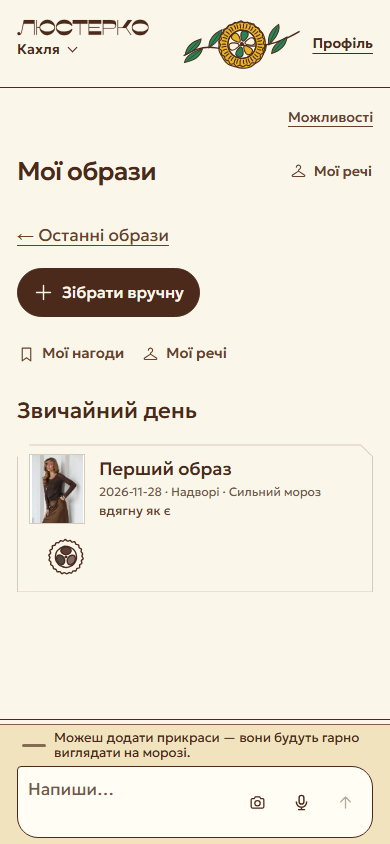 ЛЮСТЕРКО
Кахля
Профіль
Можливості
Мої образи
Мої речі
← Останні образи
Зібрати вручну
Мої нагоди
Мої речі
Звичайний день
Перший образ
2026-11-28 · Надворі · Сильний мороз
вдягну як є
Можеш додати прикраси — вони будуть гарно
виглядати на морозі.
Напиши...